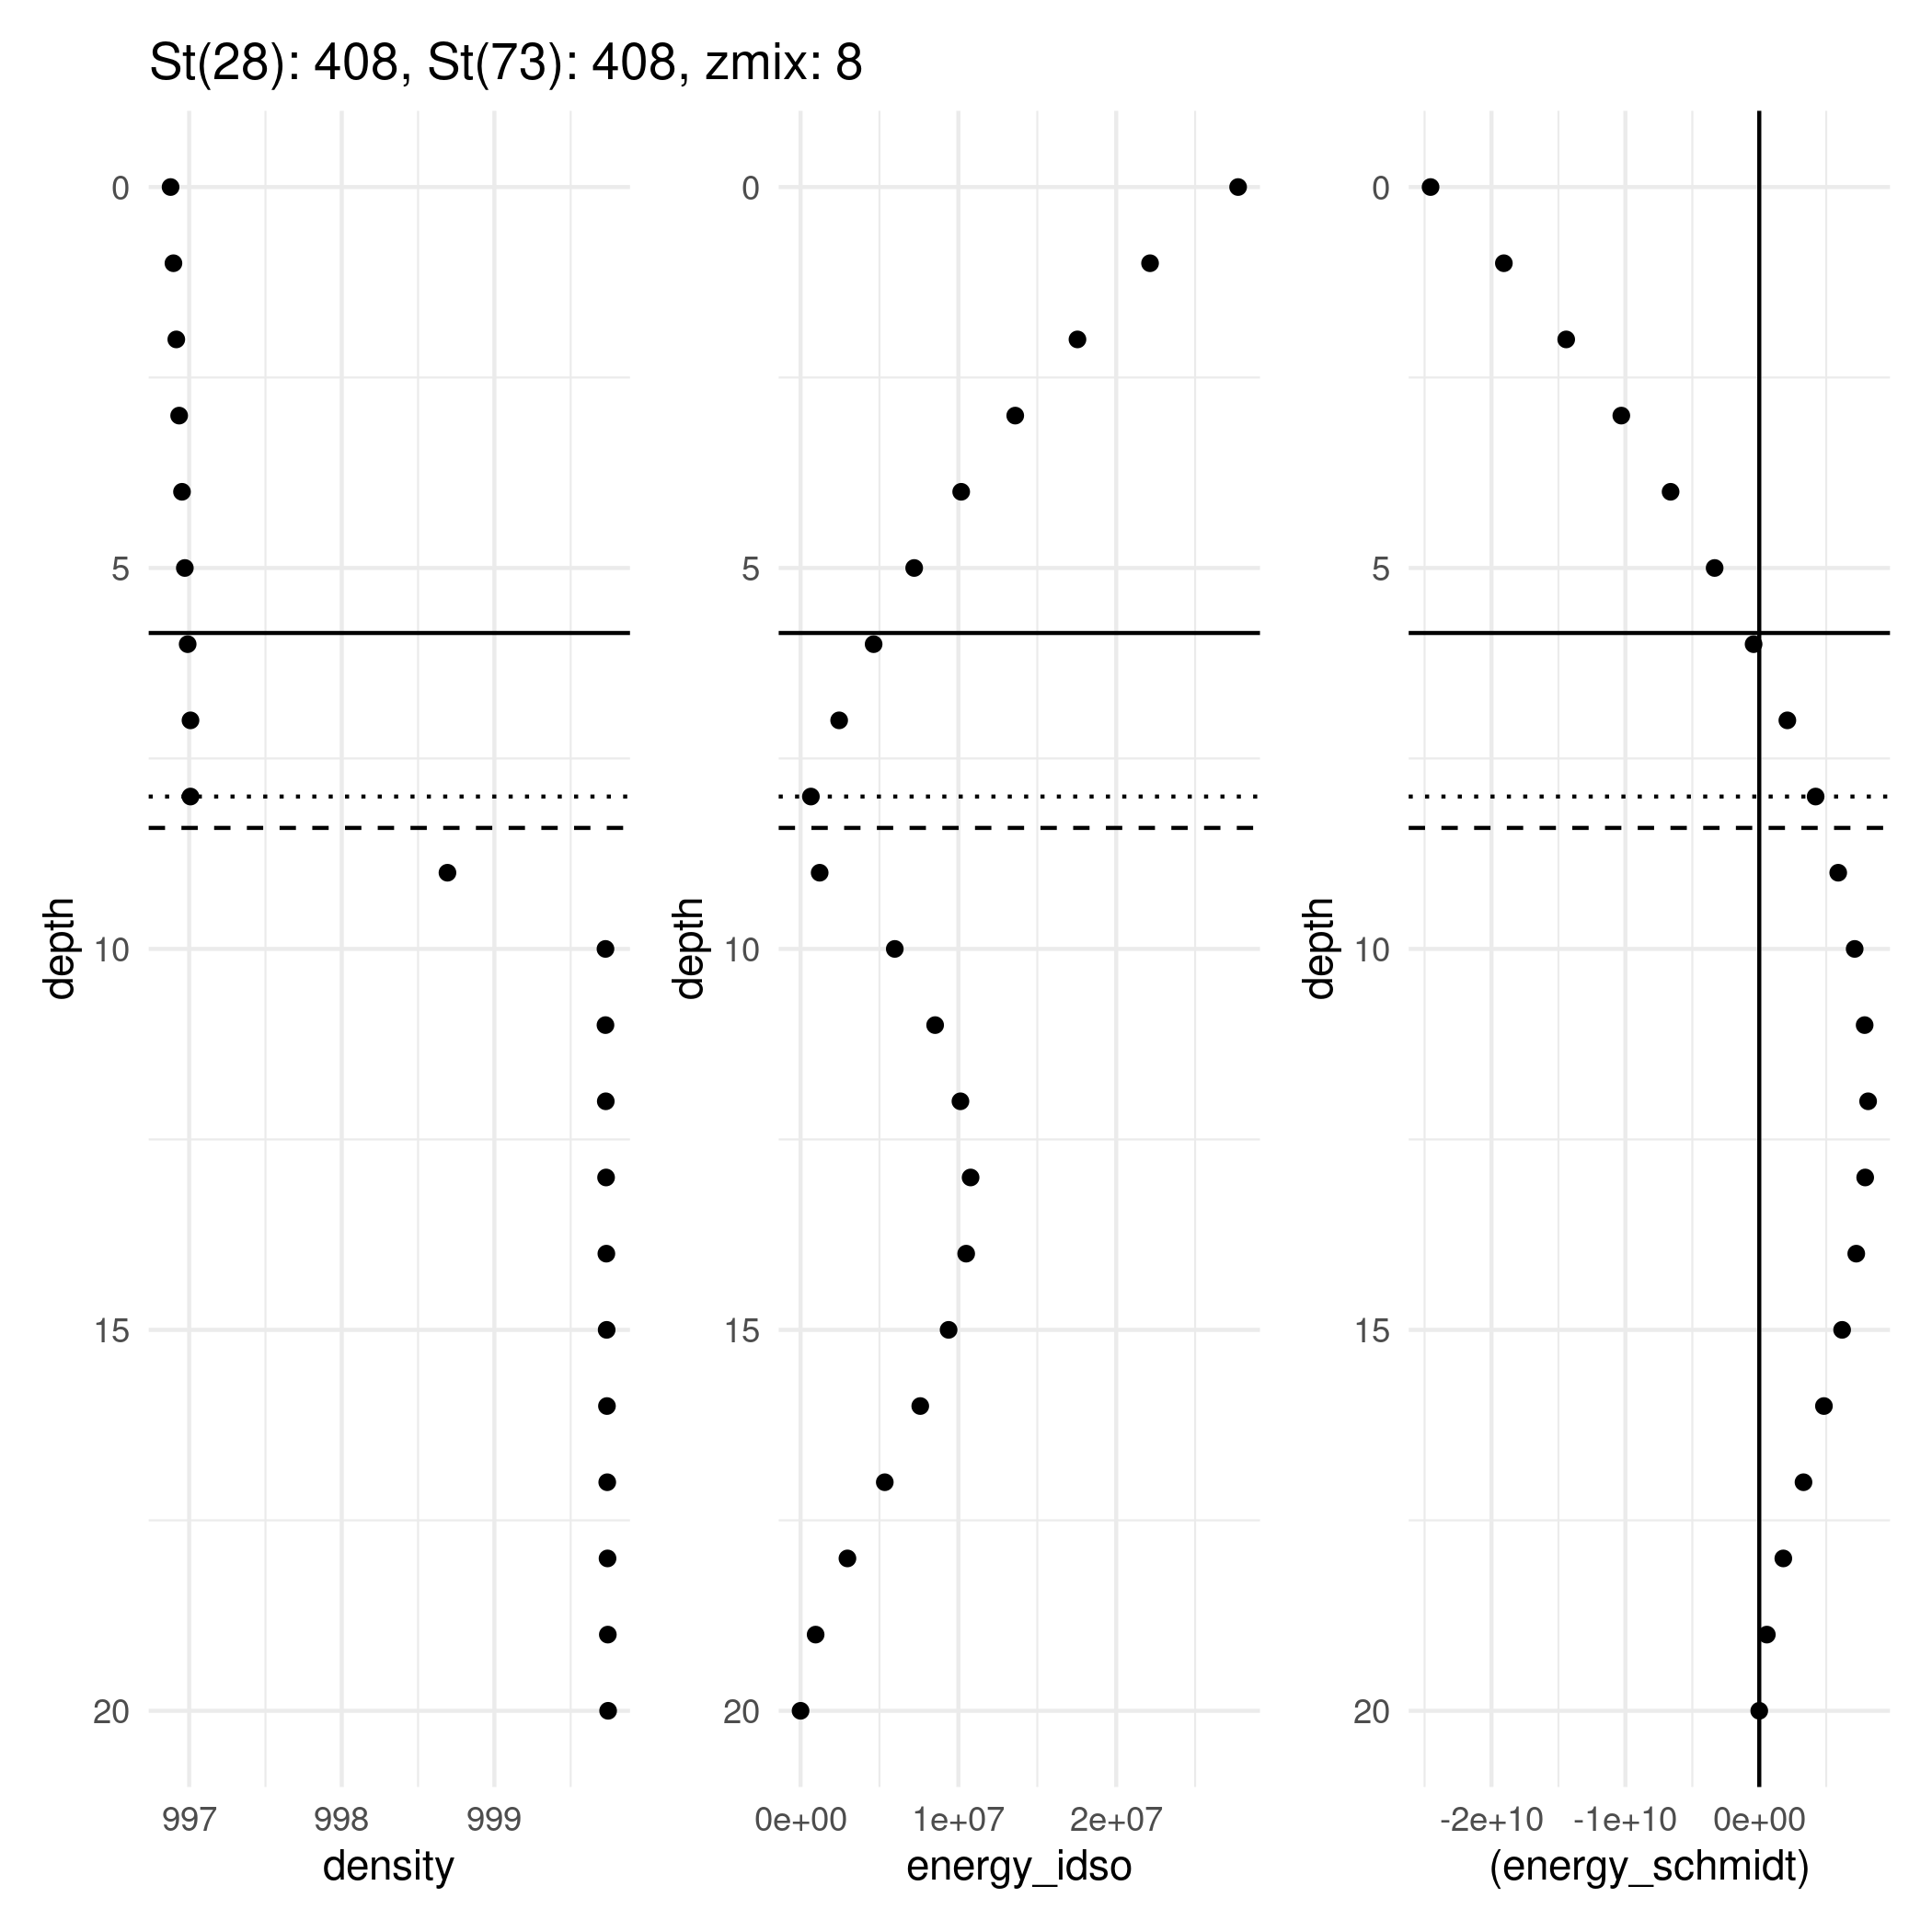 St(28): 408, St(73): 408, zmix: 8
depth
0
5
10
15
20
997 998 999
density
depth
0
5
10
15
20
0e+00 1e+07 2e+07
energy_idso
depth
0
5
10
15
20
-2e+10 -1e+10 0e+00
(energy_schmidt)